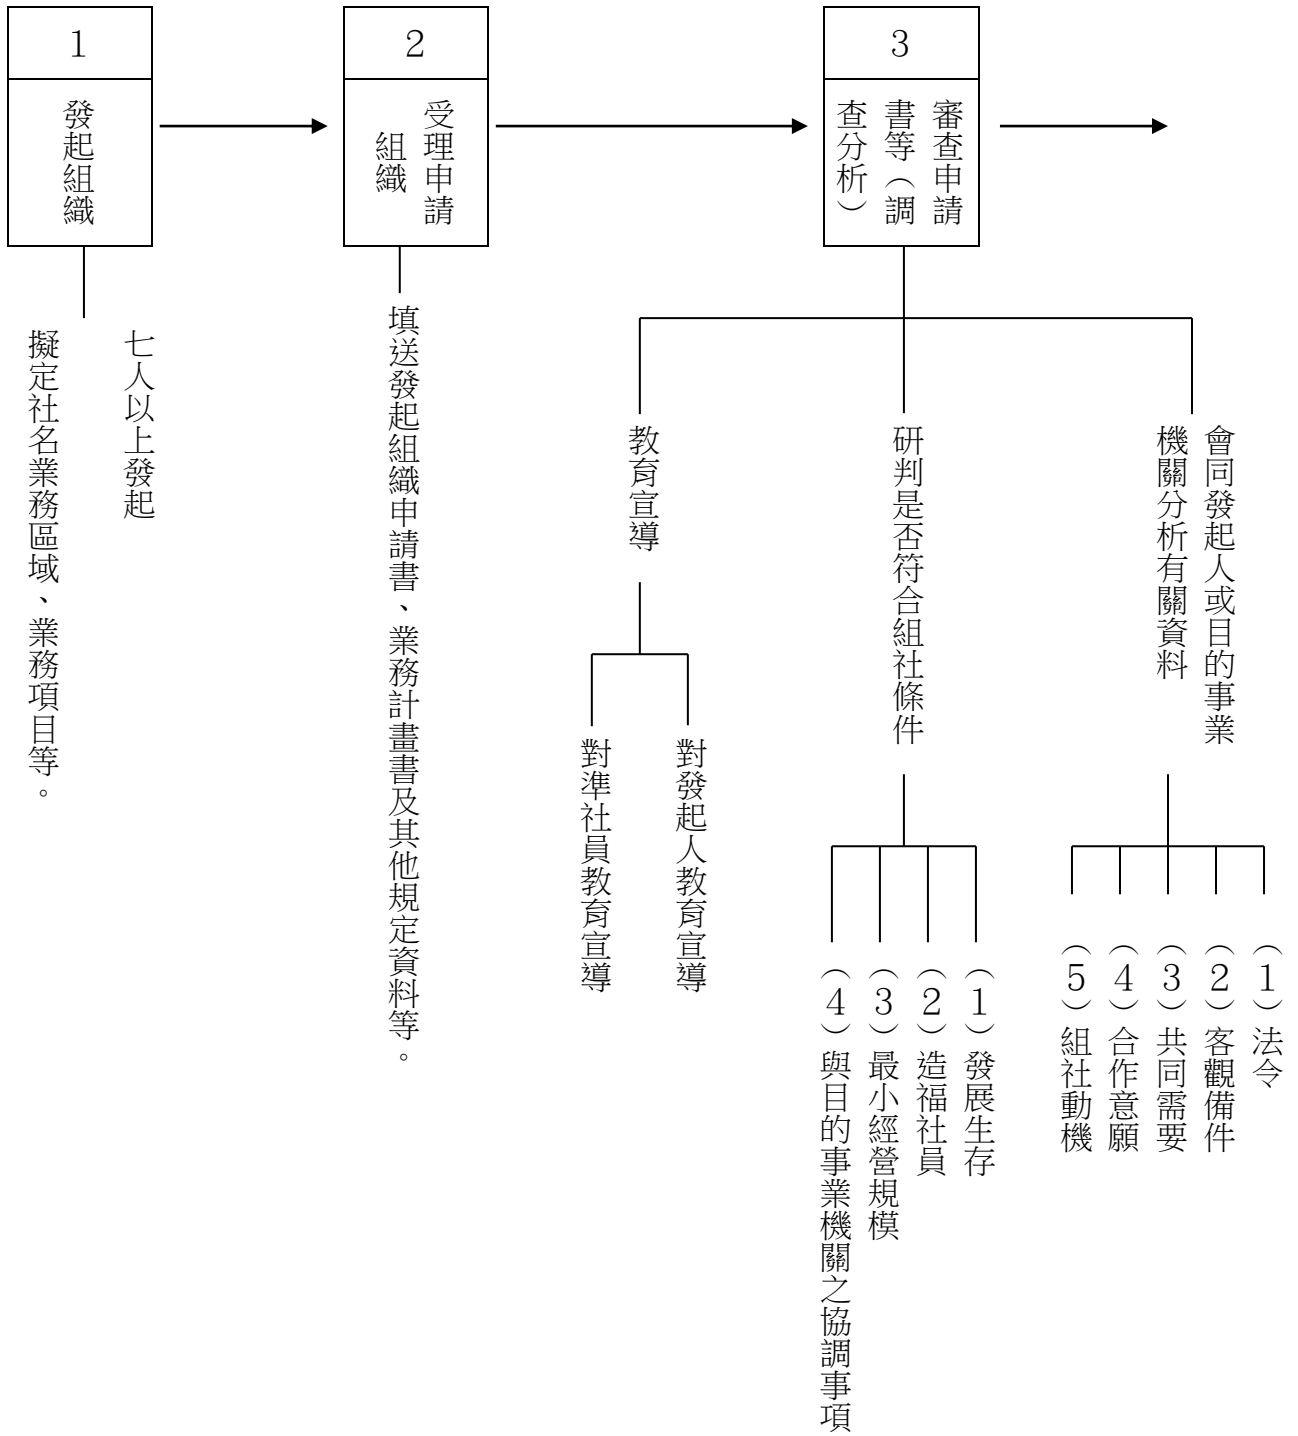 1
發起組織
七人以上發起
擬定社名業務區域、業務項目等。
2
受理申請
組織
填送發起組織申請書、業務計畫書及其他規定資料等。
3
審查申請
書等（調
查分析）
會同發起人或目的事業
機關分析有關資料
（1）法令
（2）客觀備件
（3）共同需要
（4）合作意願
（5）組社動機
研判是否符合組社條件
（1）發展生存
（2）造福社員
（3）最小經營規模
（4）與目的事業機關之協調事項
教育宣導
對發起人教育宣導
對準社員教育宣導